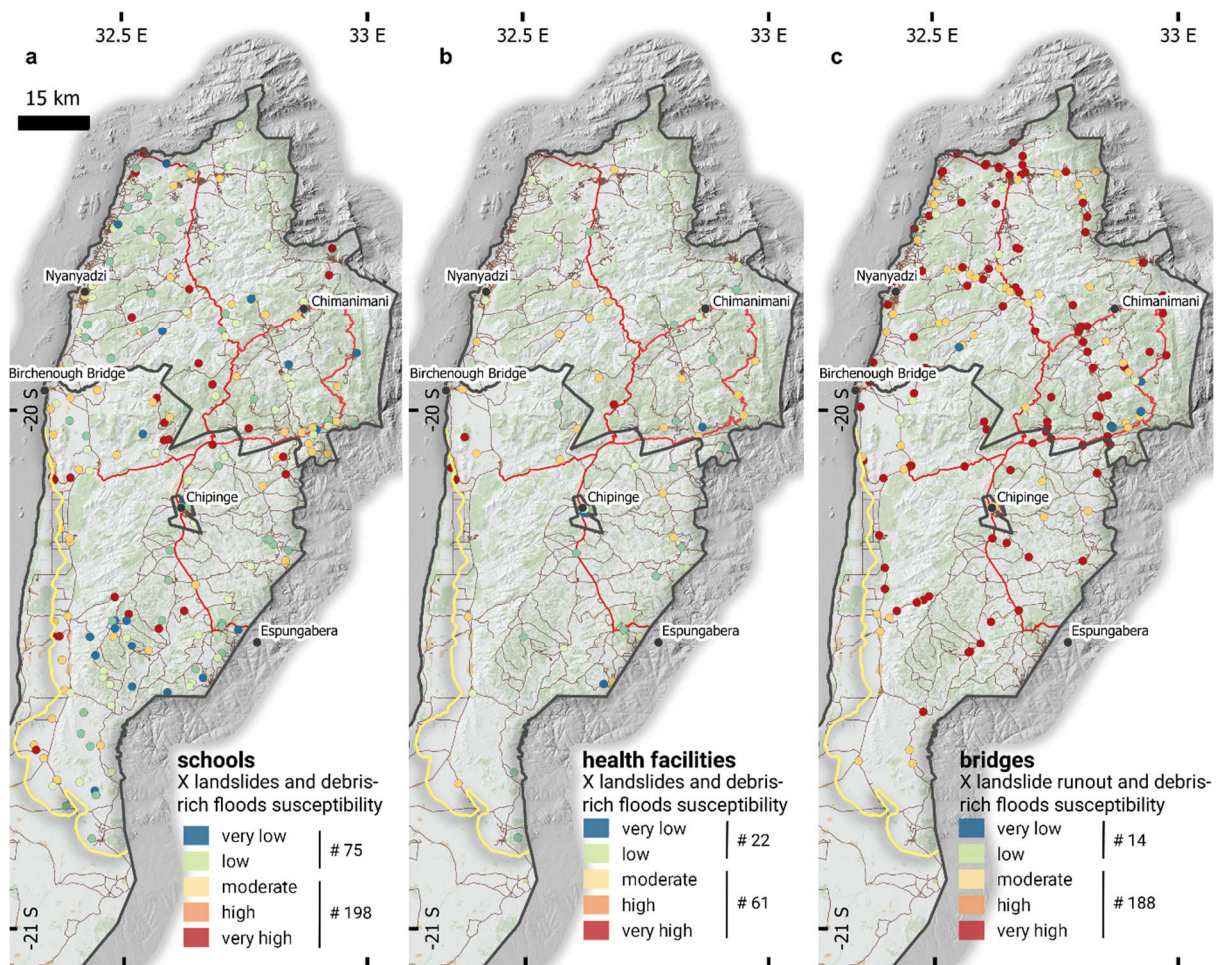 32.5 E
33 E
32.5 E
33 E
32.5 E
33 E
a
b
c
15 km
Nyanyadzi
Chimanimani
Birchenough Bridge
-20 S
Chipinge
Espungabera
-21 S
schools
X landslides and debris-
rich floods susceptibility
very low
low
# 75
moderate
high
very high
# 198
Nyanyadzi
Chimanimani
Birchenough Bridge
-20 S
Chipinge
Espungabera
-21 S
health facilities
X landslides and debris-
rich floods susceptibility
very low
low
# 22
moderate
high
very high
# 61
Nyanyadzi
Chimanimani
Birchenough Bridge
-20 S
Chipinge
Espungabera
-21 S
bridges
X landslide runout and debris-
rich floods susceptibility
very low
low
# 14
moderate
high
very high
# 188